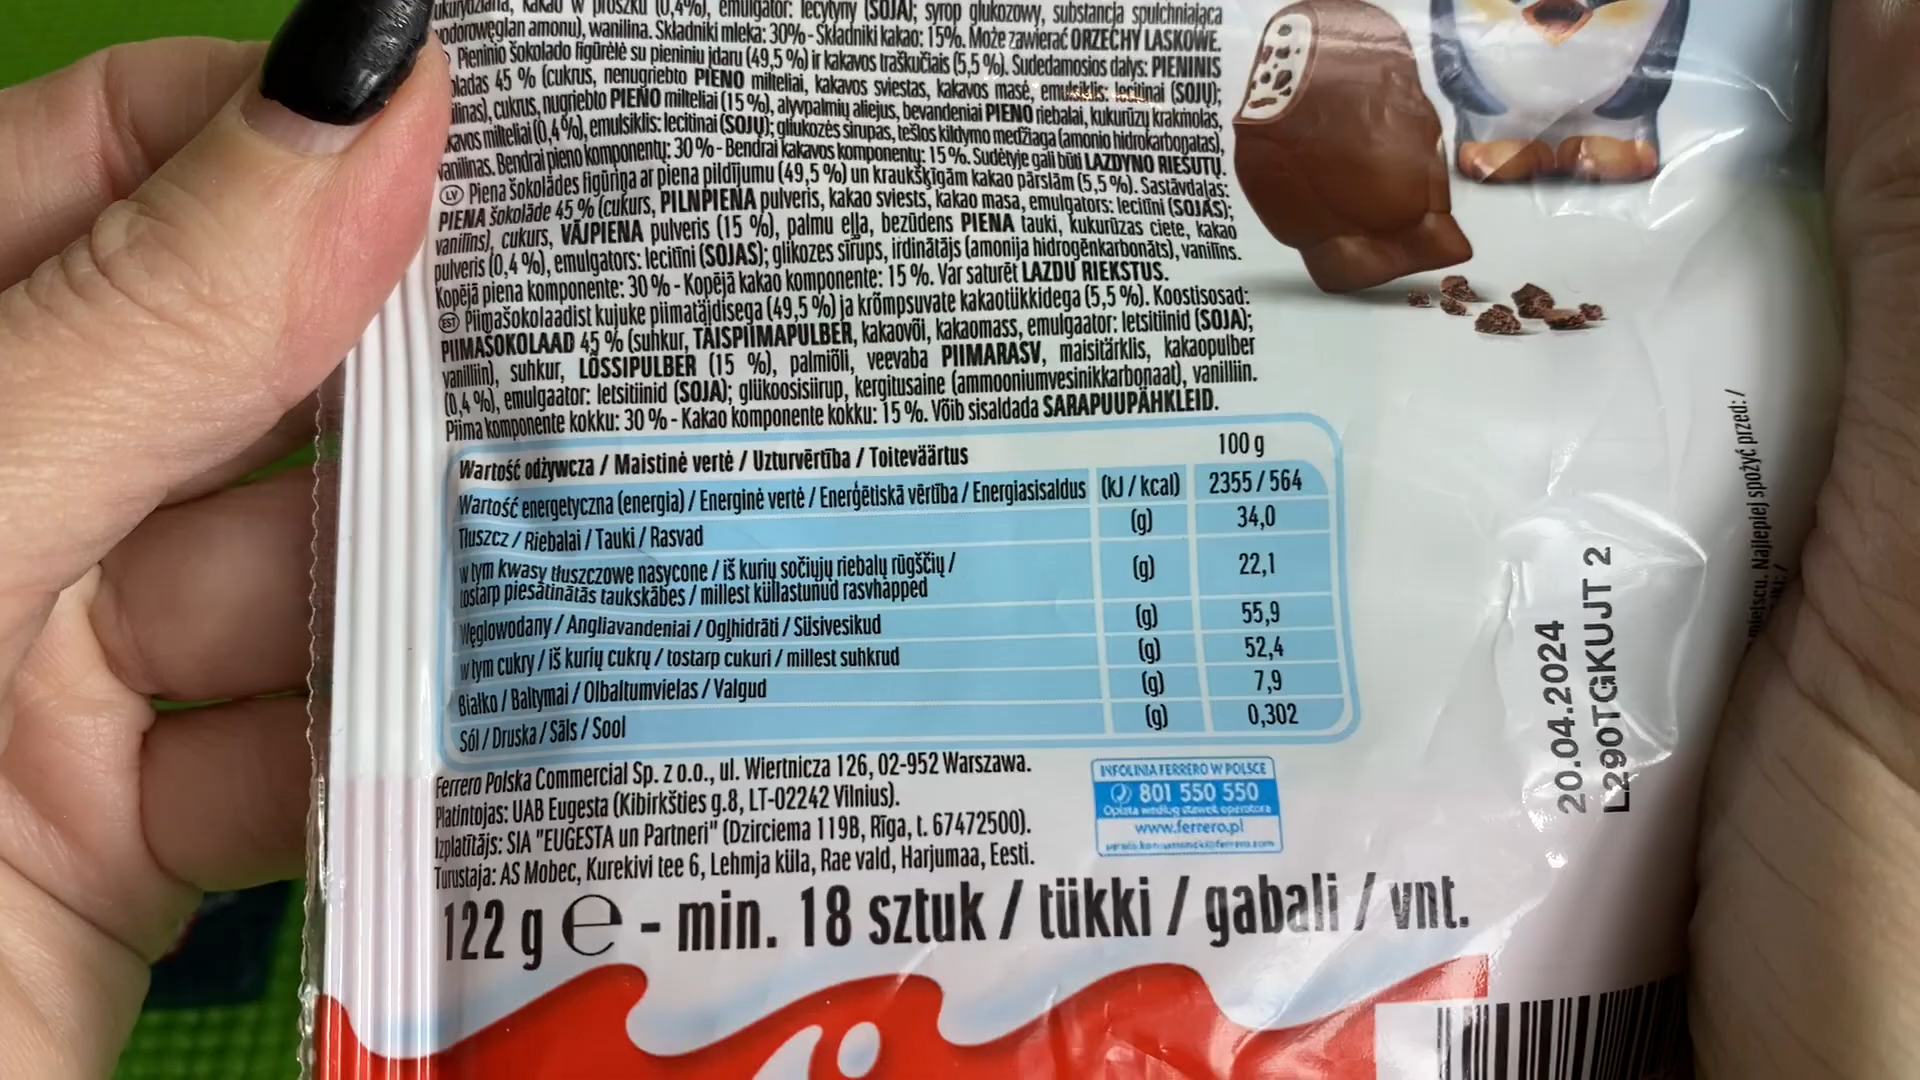 kakao w proszku (0,4%), emulgator: lecytyny (SOJA); syrop glukozowy, substancja spulchniająca
wodorowęglan amonu), wanilina. Składniki mleka: 30% - Składniki kakao: 15%. Może zawierać ORZECHY LASKOWE.
Pieninio šokolado figūrėlė su pieniniu įdaru (49,5 %) ir kakavos traškučiais (5,5 %). Sudedamosios dalys: PIENINIS
45 % (cukrus, nenugriebto PIENO milteliai, kakavos sviestas, kakavos masė, emulsiklis: lecitinai (SOJŲ);
cukrus, nugriebto PIENO milteliai (15 %), alyvpalmių aliejus, bevandeniai PIENO riebalai, kukurūzų krakmolas,
milteliai (0,4 %), emulsiklis: lecitinai (SOJŲ); gliukozės sirupas, tešlos kildymo medžiaga (amonio hidrokarbonatas),
vanilinas. Bendrai pieno komponentų: 30 % - Bendrai kakavos komponentų: 15 %. Sudėtyje gali būti LAZDYNO RIEŠUTŲ.
LV Piena šokolādes figūriņa ar piena pildījumu (49,5 %) un kraukšķīgām kakao pārslām (5,5 %). Sastāvdaļas:
PIENA šokolāde 45 % (cukurs, PILNPIENA pulveris, kakao sviests, kakao masa, emulgators: lecitīni (SOJAS);
vanilīns), cukurs, VĀJPIENA pulveris (15 %), palmu eļļa, bezūdens PIENA tauki, kukurūzas ciete, kakao
pulveris (0,4 %), emulgators: lecitīni (SOJAS); glikozes sīrups, irdinātājs (amonija hidrogēnkarbonāts), vanilīns.
Kopējā piena komponente: 30 % - Kopējā kakao komponente: 15 %. Var saturēt LAZDU RIEKSTUS.
EST Piimašokolaadist kujuke piimatäidisega (49,5 %) ja krõmpsuvate kakaotükkidega (5,5 %). Koostisosad:
PIIMAŠOKOLAAD 45 % (suhkur, TÄISPIIMAPULBER, kakaovõi, kakaomass, emulgaator: letsitiinid (SOJA);
vanilliin), suhkur, LÕSSIPULBER (15 %), palmiõli, veevaba PIIMARASV, maisitärklis, kakaopulber
(0,4 %), emulgaator: letsitiinid (SOJA); glükoosisiirup, kergitusaine (ammooniumvesinikkarbonaat), vanilliin.
Piima komponente kokku: 30 % - Kakao komponente kokku: 15 %. Võib sisaldada SARAPUUPÄHKLEID.
Wartość odżywcza / Maistinė vertė / Uzturvērtība / Toiteväärtus 100 g
Wartość energetyczna (energia) / Energinė vertė / Enerģētiskā vērtība / Energiasisaldus (kJ / kcal) 2355 / 564
Tłuszcz / Riebalai / Tauki / Rasvad (g) 34,0
w tym kwasy tłuszczowe nasycone / iš kurių sočiųjų riebalų rūgščių /
tostarp piesātinātās taukskābes / millest küllastunud rasvhapped (g) 22,1
Węglowodany / Angliavandeniai / Ogļhidrāti / Süsivesikud (g) 55,9
w tym cukry / iš kurių cukrų / tostarp cukuri / millest suhkrud (g) 52,4
Białko / Baltymai / Olbaltumvielas / Valgud (g) 7,9
Sól / Druska / Sāls / Sool (g) 0,302
Ferrero Polska Commercial Sp. z o.o., ul. Wiertnicza 126, 02-952 Warszawa.
Platintojas: UAB Eugesta (Kibirkšties g.8, LT-02242 Vilnius).
Izplatītājs: SIA "EUGESTA un Partneri" (Dzirciema 119B, Rīga, t. 67472500).
Turustaja: AS Mobec, Kurekivi tee 6, Lehmja küla, Rae vald, Harjumaa, Eesti.
INFOLINIA FERRERO W POLSCE
801 550 550
Opłata według stawek operatora
www.ferrero.pl
122 g e - min. 18 sztuk / tükki / gabali / vnt.
20.04.2024
L290TGKUJT 2
miejscu. Najlepiej spożyć przed: /